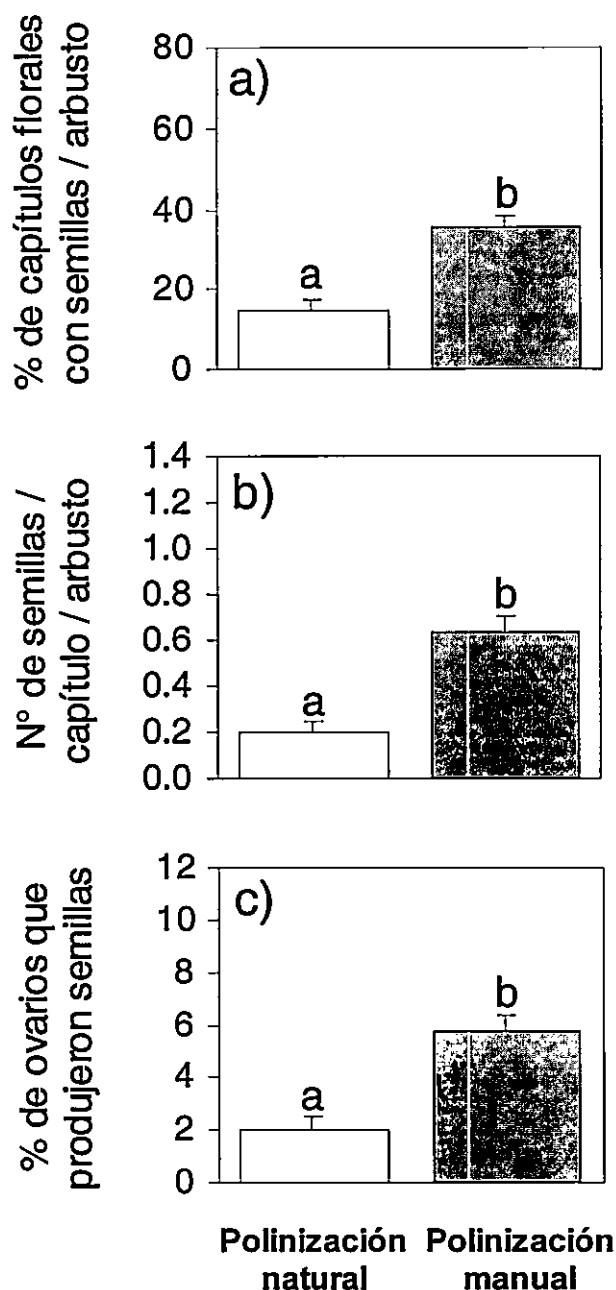 % de capítulos florales
con semillas / arbusto
80
60
40
20
0
a)
a
b
N° de semillas /
capítulo / arbusto
1.4
1.2
1.0
0.8
0.6
0.4
0.2
0.0
b)
a
b
% de ovarios que
produjeron semillas
12
10
8
6
4
2
0
c)
a
b
Polinización
natural
Polinización
manual